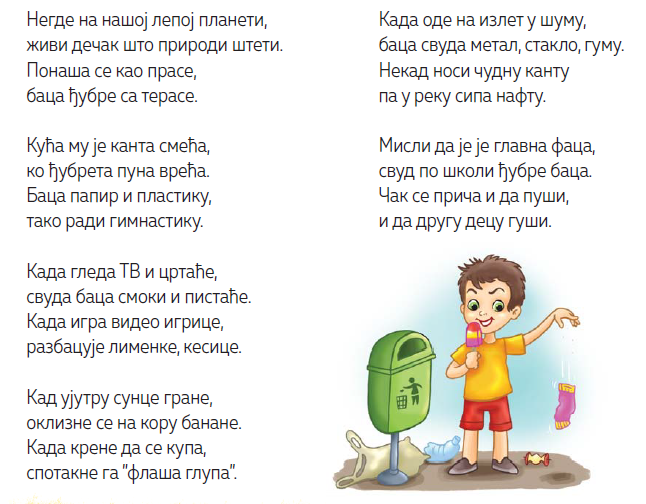 Негде на нашој лепој планети,
живи дечак што природи штети.
Понаша се као прасе,
баца ђубре са терасе.

Кућа му је канта смећа,
ко ђубрета пуна врећа.
Баца папир и пластику,
тако ради гимнастику.

Када гледа ТВ и цртаће,
свуда баца смоки и пистаће.
Када игра видео игрице,
разбацује лименке, кесице.

Кад ујутру сунце гране,
оклизне се на кору банане.
Када крене да се купа,
спотакне га "флаша глупа".

Када оде на излет у шуму,
баца свуда метал, стакло, гуму.
Некад носи чудну канту
па у реку сипа нафту.

Мисли да је је главна фаца,
свуд по школи ђубре баца.
Чак се прича и да пуши,
и да другу децу гуши.